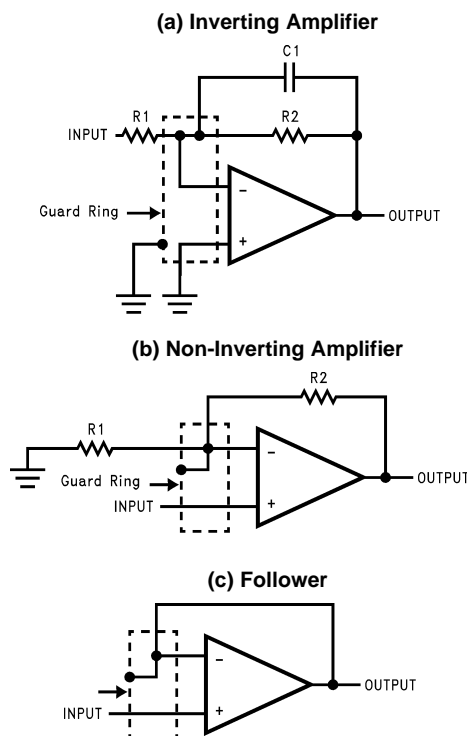 (a) Inverting Amplifier
C1
R1
R2
INPUT
-
Guard Ring
+
OUTPUT
(b) Non-Inverting Amplifier
R2
R1
-
Guard Ring
OUTPUT
INPUT
+
(c) Follower
-
OUTPUT
INPUT
+